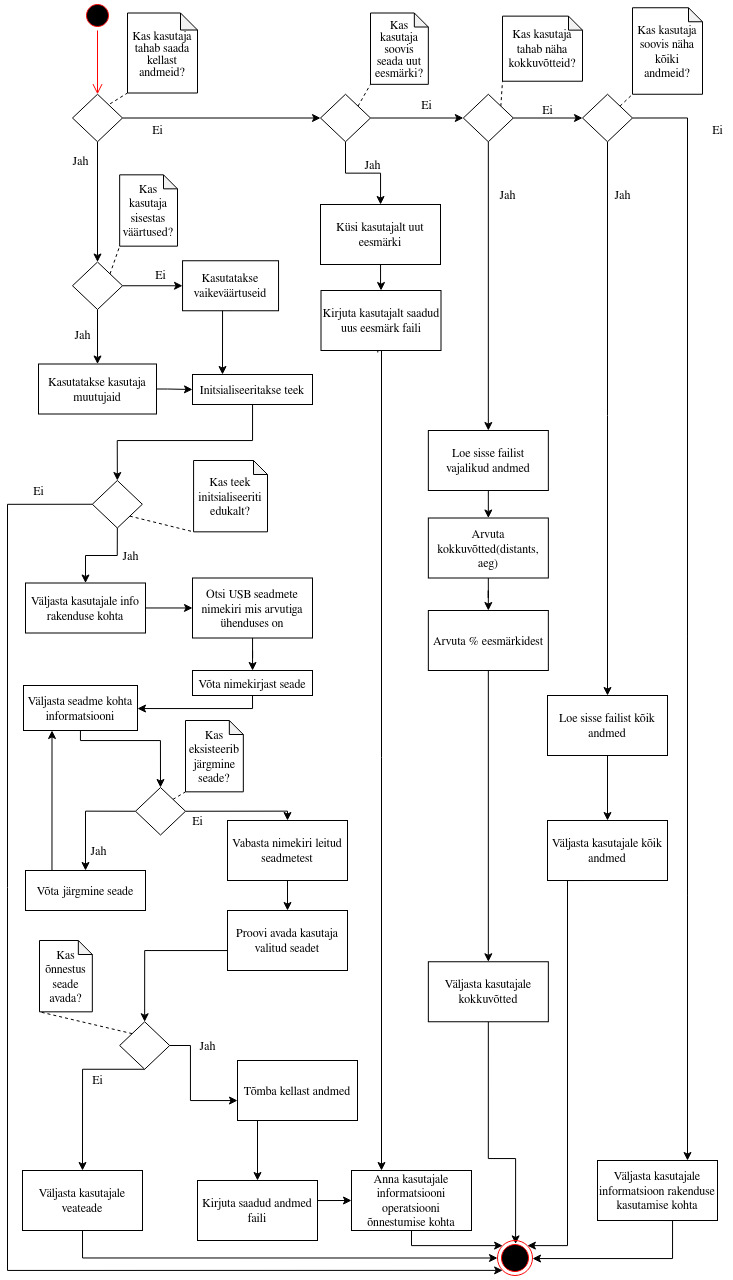 Kas kasutaja
tahab saada
kellast
andmeid?
Kas
kasutaja
soovis
seada uut
eesmärki?
Kas kasutaja
tahab näha
kokkuvõtteid?
Kas kasutaja
soovis näha
kõiki
andmeid?
Ei
Ei
Ei
Ei
Jah
Jah
Jah
Jah
Kas
kasutaja
sisestas
väärtused?
Küsi kasutajalt uut
eesmärki
Ei
Kasutatakse
vaikeväärtuseid
Kirjuta kasutajalt saadud
uus eesmärk faili
Jah
Kasutatakse kasutaja
muutujaid
Initsialiseeritakse teek
Loe sisse failist
vajalikud andmed
Ei
Kas teek
initsialiseeriti
edukalt?
Arvuta
kokkuvõtted(distants,
aeg)
Jah
Väljasta kasutajale info
rakenduse kohta
Otsi USB seadmete
nimekiri mis arvutiga
ühenduses on
Arvuta % eesmärkidest
Võta nimekirjast seade
Väljasta seadme kohta
informatsiooni
Loe sisse failist kõik
andmed
Kas
eksisteerib
järgmine
seade?
Ei
Jah
Vabasta nimekiri leitud
seadmetest
Väljasta kasutajale kõik
andmed
Võta järgmine seade
Proovi avada kasutaja
valitud seadet
Kas
õnnestus
seade
avada?
Väljasta kasutajale
kokkuvõtted
Jah
Ei
Tõmba kellast andmed
Väljasta kasutajale
veateade
Kirjuta saadud andmed
faili
Anna kasutajale
informatsiooni
operatsiooni
õnnestumise kohta
Väljasta kasutajale
informatsioon rakenduse
kasutamise kohta